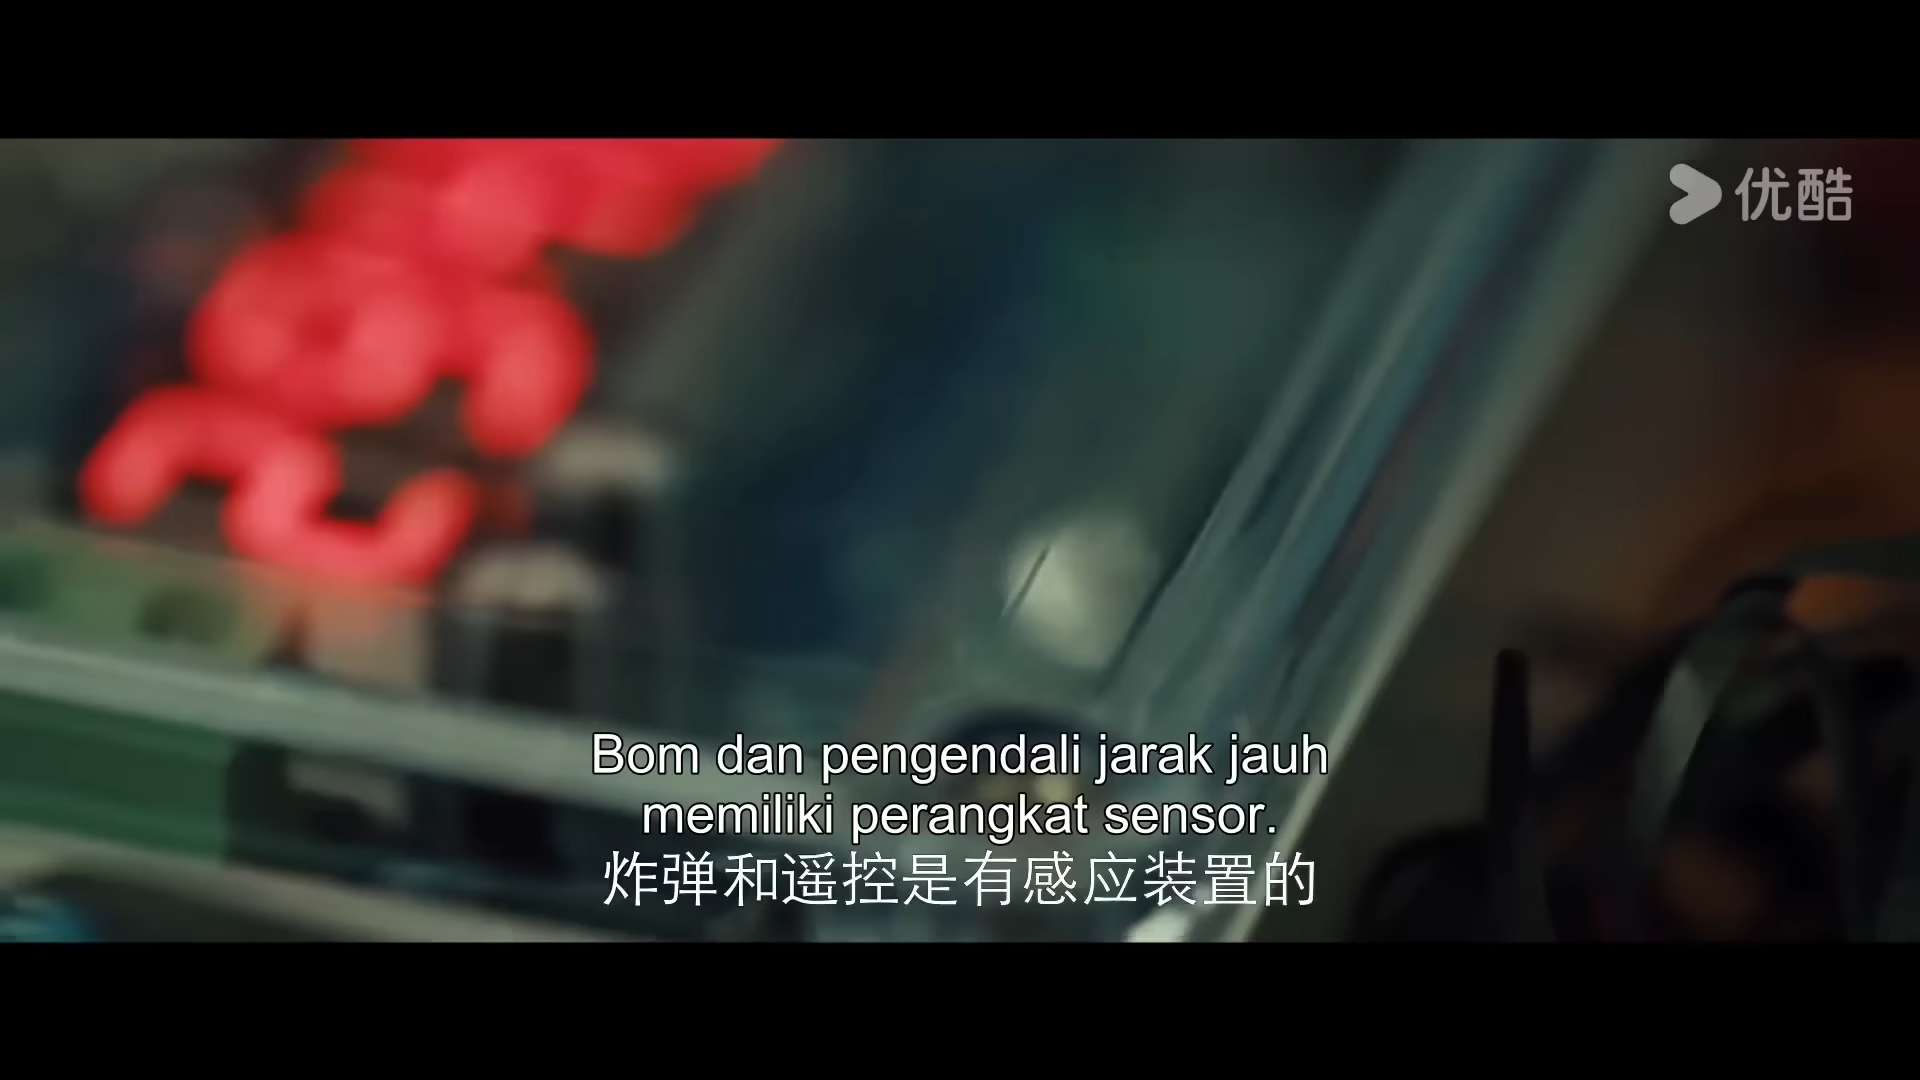 优酷
Bom dan pengendali jarak jauh
memiliki perangkat sensor.
炸弹和遥控是有感应装置的